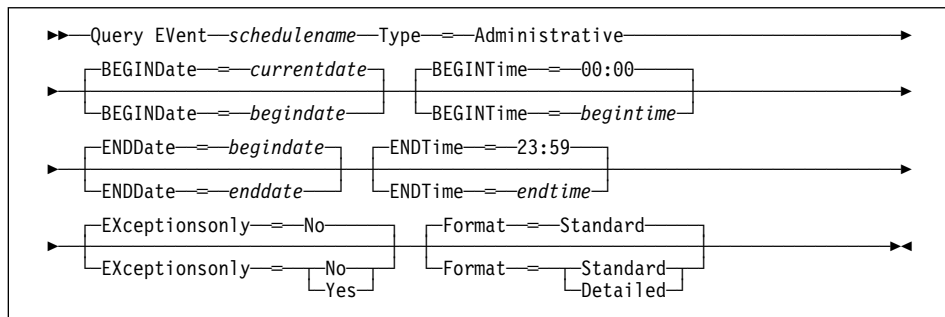 Query EVent schedulename Type = Administrative
BEGINDate = currentdate BEGINTime = 00:00
BEGINDate = begindate BEGINTime = begintime
ENDDate = begindate ENDTime = 23:59
ENDDate = enddate ENDTime = endtime
EXceptionsonly = No Format = Standard
EXceptionsonly = No Format = Standard
Yes Detailed